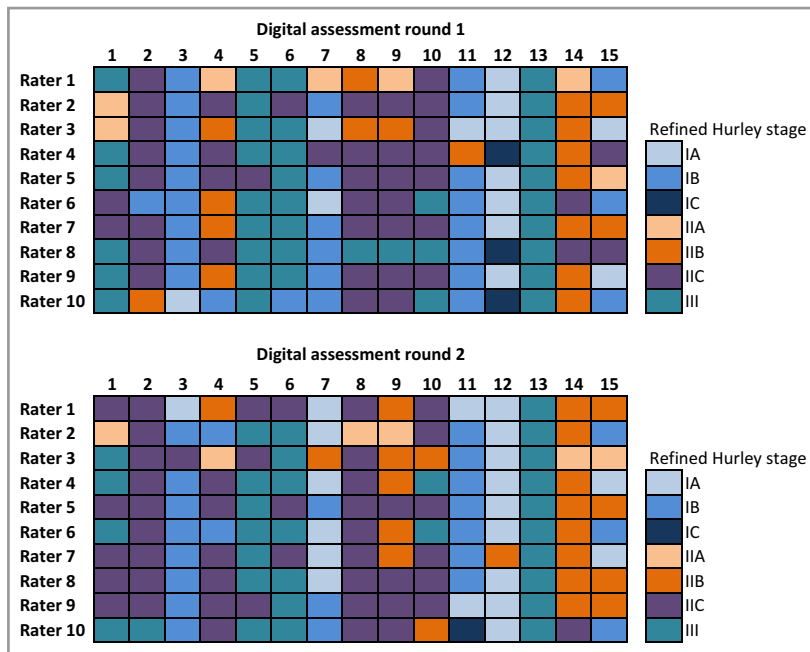 Digital assessment round 1
1 2 3 4 5 6 7 8 9 10 11 12 13 14 15
Rater 1
Rater 2
Rater 3
Rater 4
Rater 5
Rater 6
Rater 7
Rater 8
Rater 9
Rater 10
Refined Hurley stage
IA
IB
IC
IIA
IIB
IIC
III
Digital assessment round 2
1 2 3 4 5 6 7 8 9 10 11 12 13 14 15
Rater 1
Rater 2
Rater 3
Rater 4
Rater 5
Rater 6
Rater 7
Rater 8
Rater 9
Rater 10
Refined Hurley stage
IA
IB
IC
IIA
IIB
IIC
III